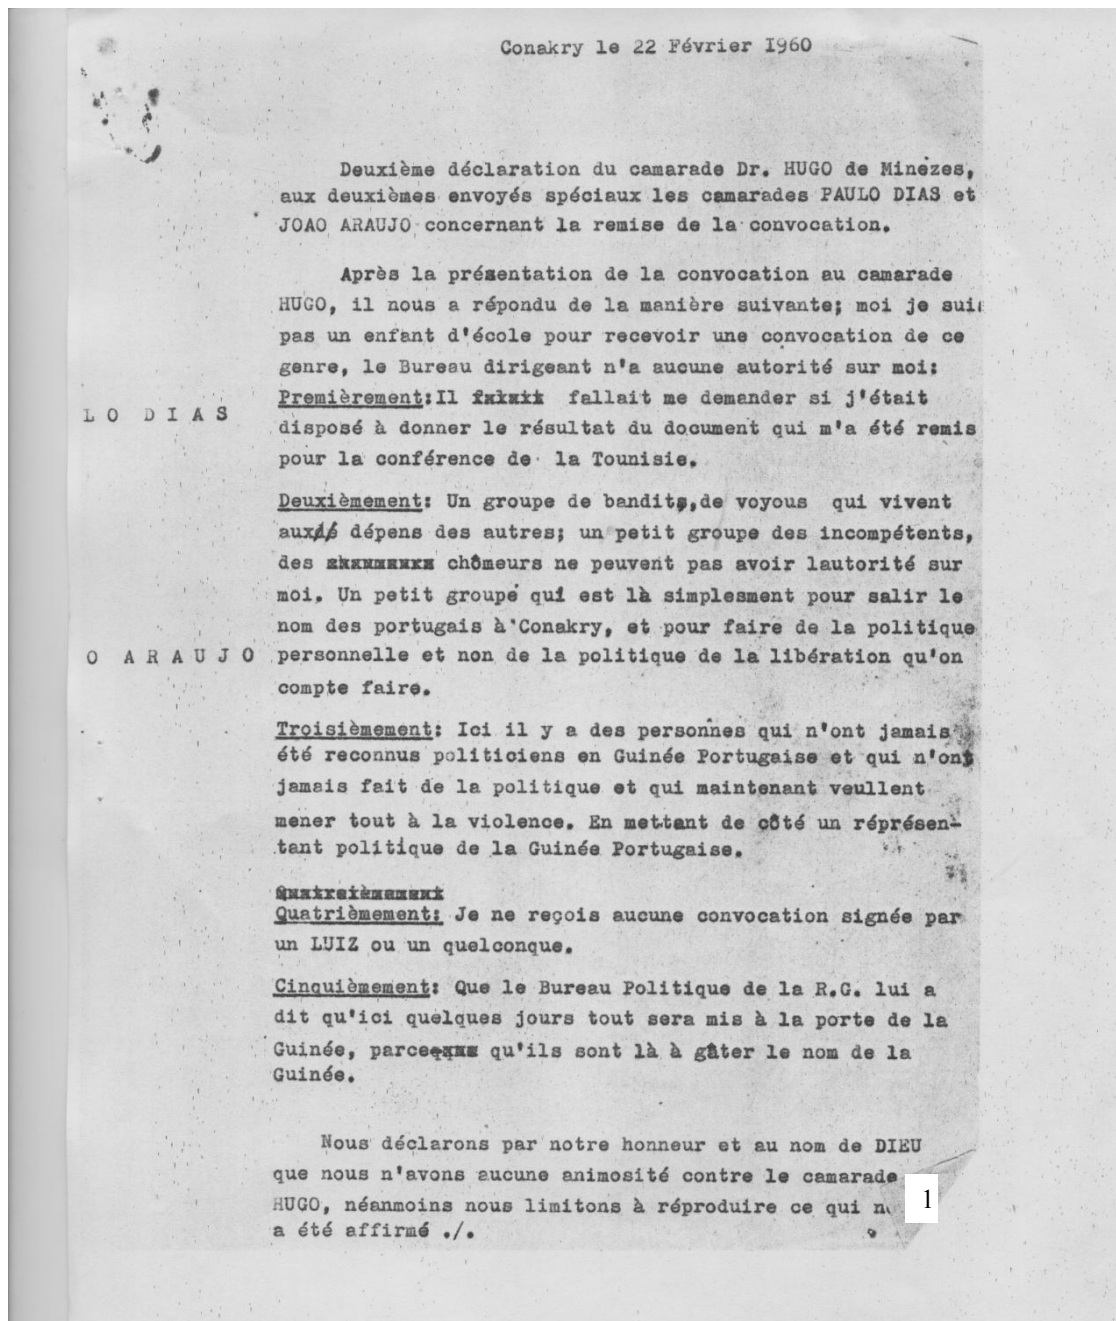 Conakry le 22 Février I960
Deuxième déclaration du camarade Dr. HUGO de Minézes,
aux deuxièmes envoyés spéciaux les camarades PAULO DIAS et
JOAO ARAUJO concernant la remise de la convocation.
Après la présentation de la convocation au camarade
HUGO, il nous a répondu de la manière suivante; moi je suis
pas un enfant d'école pour recevoir une convocation de ce
genre, le Bureau dirigeant n'a aucune autorité sur moi:
Premièrement:Il fallait me demander si j'était
LO DIAS
disposé à donner le résultat du document qui m'a été remis
pour la conférence de la Tounisie.
Deuxièmement: Un groupe de bandits,de voyous qui vivent
aux dépens des autres; un petit groupe des incompétents,
des chômeurs ne peuvent pas avoir lautorité sur
moi. Un petit groupe qui est là simplesment pour salir le
nom des portugais à Conakry, et pour faire de la politique
O ARAUJO
personnelle et non de la politique de la libération qu'on
compte faire.
Troisièmement: Ici il y a des personnes qui n'ont jamais
été reconnus politiciens en Guinée Portugaise et qui n'ont
jamais fait de la politique et qui maintenant veullent
mener tout à la violence. En mettant de côté un réprésen-
tant politique de la Guinée Portugaise.
Quatrièmement: Je ne reçois aucune convocation signée par
un LUIZ ou un quelconque.
Cinquièmement: Que le Bureau Politique de la R.G. lui a
dit qu'ici quelques jours tout sera mis à la porte de la
Guinée, parce qu'ils sont là à gâter le nom de la
Guinée.
Nous déclarons par notre honneur et au nom de DIEU
que nous n'avons aucune animosité contre le camarade
HUGO, néanmoins nous limitons à réproduire ce qui
a été affirmé ./.
1